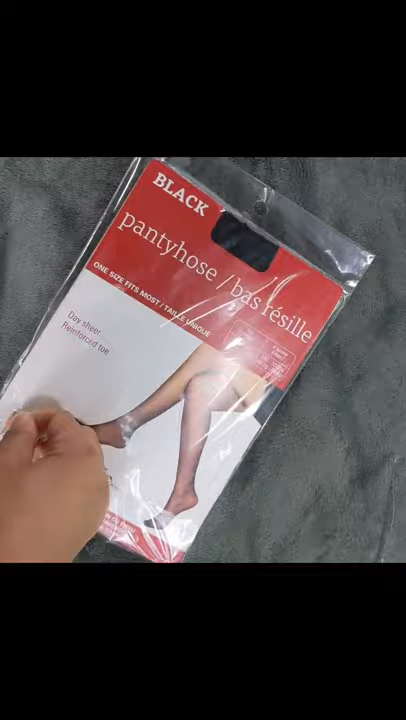 BLACK
pantyhose / bas résille
ONE SIZE FITS MOST / TAILLE UNIQUE
Day sheer
Reinforced toe